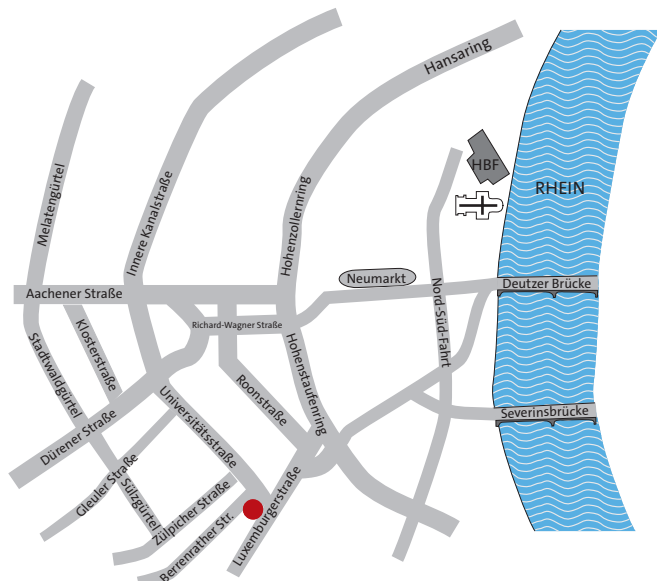 Hansaring
HBF
RHEIN
Melatengürtel
Innere Kanalstraße
Hohenzollernring
Neumarkt
Deutzer Brücke
Aachener Straße
Nord-Süd-Fahrt
Richard-Wagner Straße
Klosterstraße
Stadtwaldgürtel
Hohenstaufenring
Roonstraße
Universitätsstraße
Severinsbrücke
Dürener Straße
Gleuler Straße
Sülzgürtel
Zülpicher Straße
Luxemburgerstraße
Berrenrather Str.